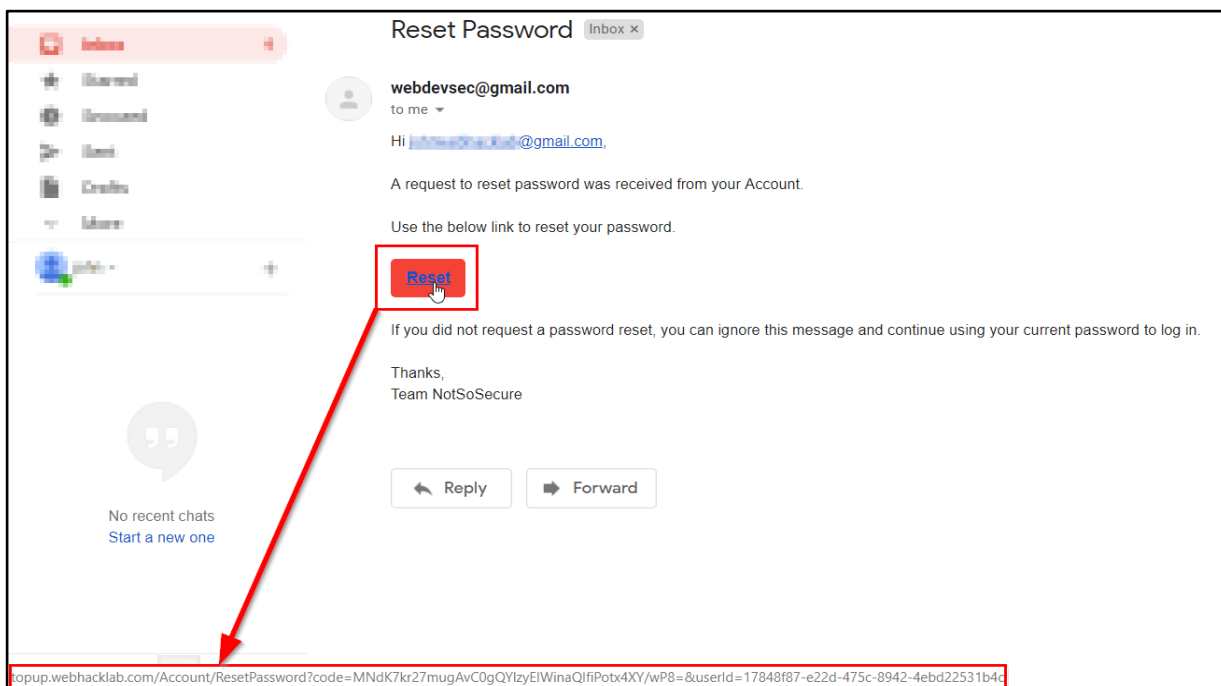 Reset Password Inbox ×
webdevsec@gmail.com
to me
Hi @gmail.com,
A request to reset password was received from your Account.
Use the below link to reset your password.
Reset
If you did not request a password reset, you can ignore this message and continue using your current password to log in.
Thanks,
Team NotSoSecure
Reply Forward
No recent chats
Start a new one
topup.webhacklab.com/Account/ResetPassword?code=MNdK7kr27mugAvC0gQYIzyEIWinaQIfiPotx4XY/wP8=&userId=17848f87-e22d-475c-8942-4ebd22531b4c